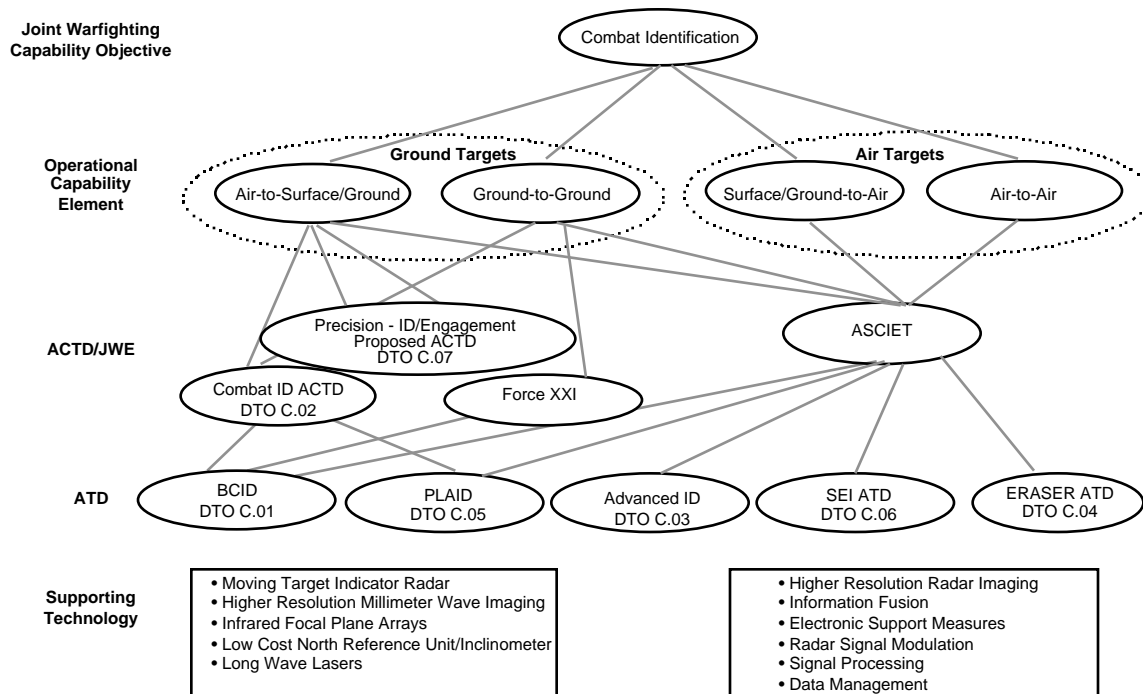 Joint Warfighting
Capability Objective
Combat Identification
Operational
Capability
Element
Ground Targets
Air Targets
Air-to-Surface/Ground
Ground-to-Ground
Surface/Ground-to-Air
Air-to-Air
ACTD/JWE
Precision - ID/Engagement
Proposed ACTD
DTO C.07
ASCIET
Combat ID ACTD
DTO C.02
Force XXI
ATD
BCID
DTO C.01
PLAID
DTO C.05
Advanced ID
DTO C.03
SEI ATD
DTO C.06
ERASER ATD
DTO C.04
Supporting
Technology
• Moving Target Indicator Radar
• Higher Resolution Millimeter Wave Imaging
• Infrared Focal Plane Arrays
• Low Cost North Reference Unit/Inclinometer
• Long Wave Lasers
• Higher Resolution Radar Imaging
• Information Fusion
• Electronic Support Measures
• Radar Signal Modulation
• Signal Processing
• Data Management